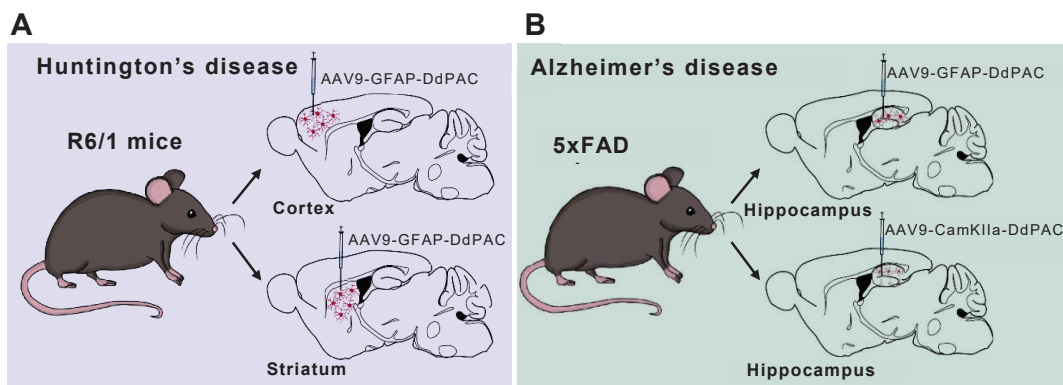 A
Huntington's disease
AAV9-GFAP-DdPAC
R6/1 mice
Cortex
AAV9-GFAP-DdPAC
Striatum
B
Alzheimer's disease
AAV9-GFAP-DdPAC
5xFAD
Hippocampus
AAV9-CamKIIa-DdPAC
Hippocampus